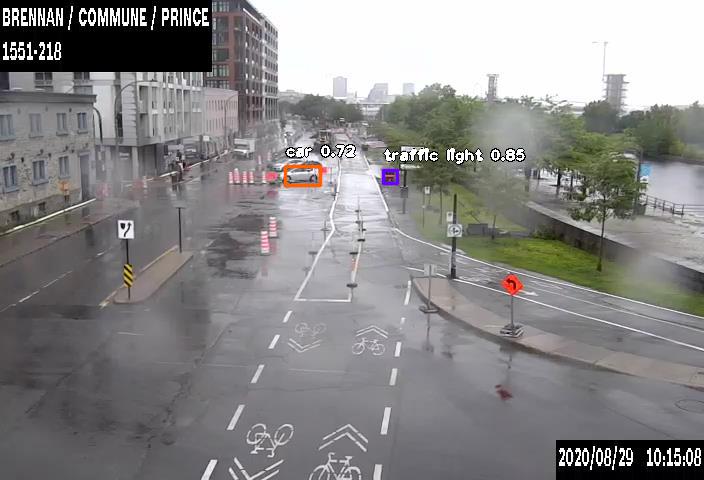 BRENNAN / COMMUNE / PRINCE
1551-218
car 0.72
traffic light 0.85
2020/08/29 10:15:08